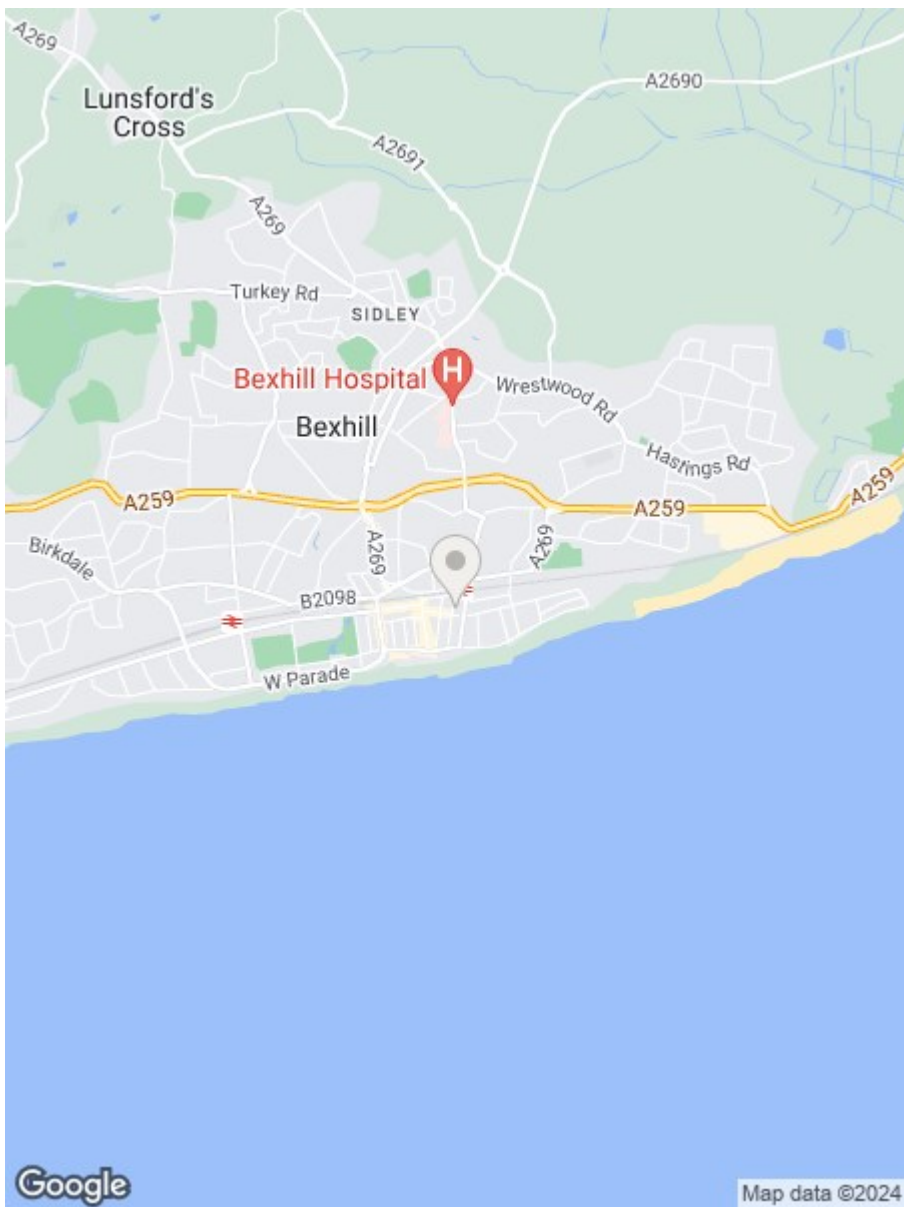 A269
A2690
Lunsford's
Cross
A2691
A269
Turkey Rd
SIDLEY
H
Bexhill Hospital
Wrestwood Rd
Bexhill
Hastings Rd
A259
A259
A259
Birkdale
A269
A269
B2098
W Parade
Google
Map data ©2024